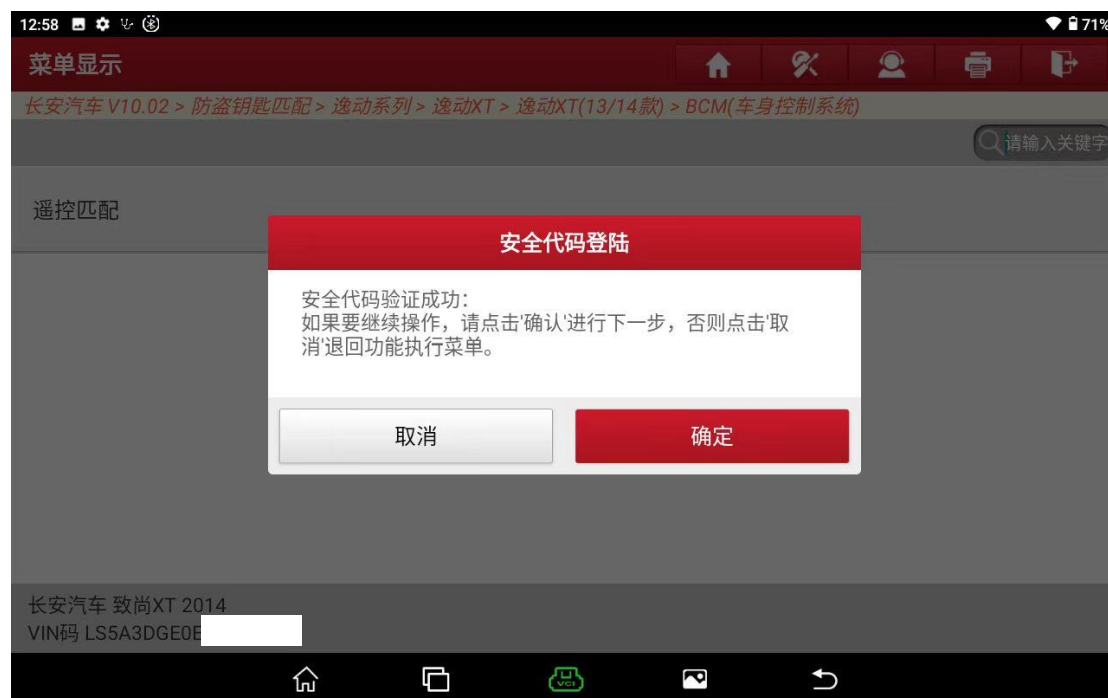 12:58
71%
菜单显示
长安汽车 V10.02 > 防盗钥匙匹配 > 逸动系列 > 逸动XT > 逸动XT(13/14款) > BCM(车身控制系统)
请输入关键字
遥控匹配
安全代码登陆
安全代码验证成功：
如果要继续操作，请点击'确认'进行下一步，否则点击'取
消'退回功能执行菜单。
取消
确定
长安汽车 致尚XT 2014
VIN码 LS5A3DGE0E
VCI